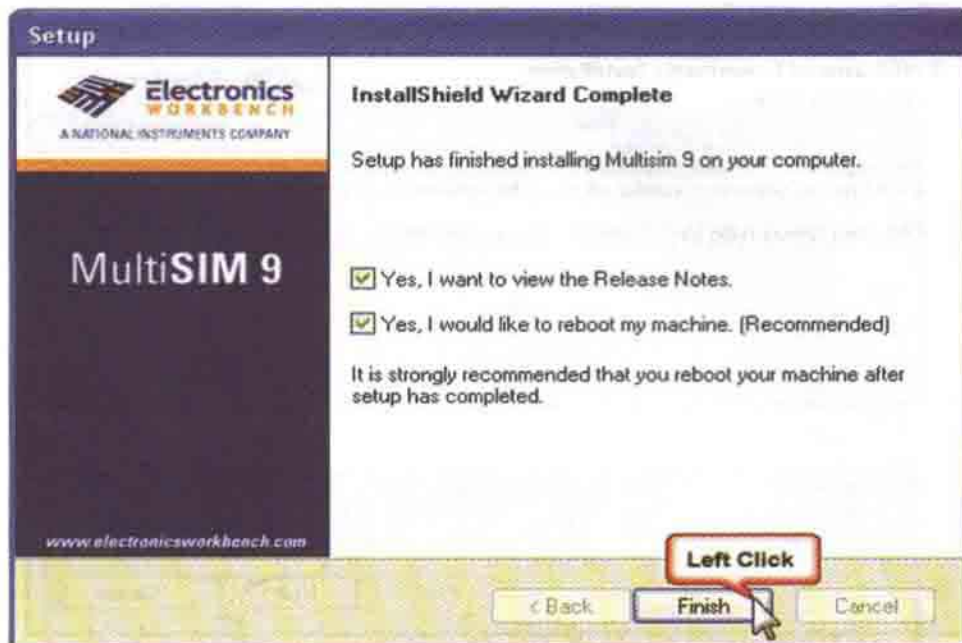 Setup
Electronics
WORKBENCH
A NATIONAL INSTRUMENTS COMPANY
MultiSIM 9
www.electronicsworkbench.com
InstallShield Wizard Complete
Setup has finished installing Multisim 9 on your computer.
Yes, I want to view the Release Notes.
Yes, I would like to reboot my machine. (Recommended)
It is strongly recommended that you reboot your machine after
setup has completed.
Left Click
< Back
Finish
Cancel